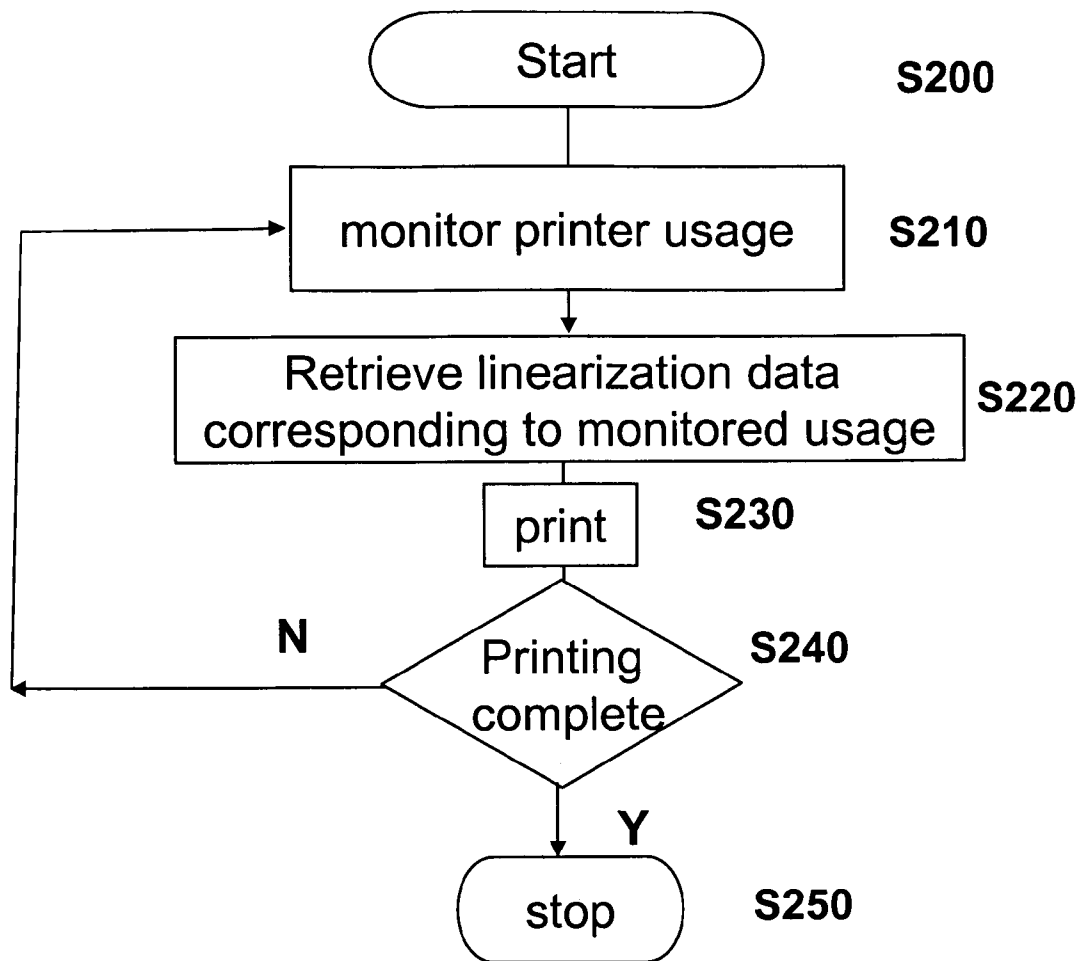 Start
S200
monitor printer usage
S210
Retrieve linearization data
corresponding to monitored usage
S220
print
S230
N
Printing
complete
S240
Y
stop
S250